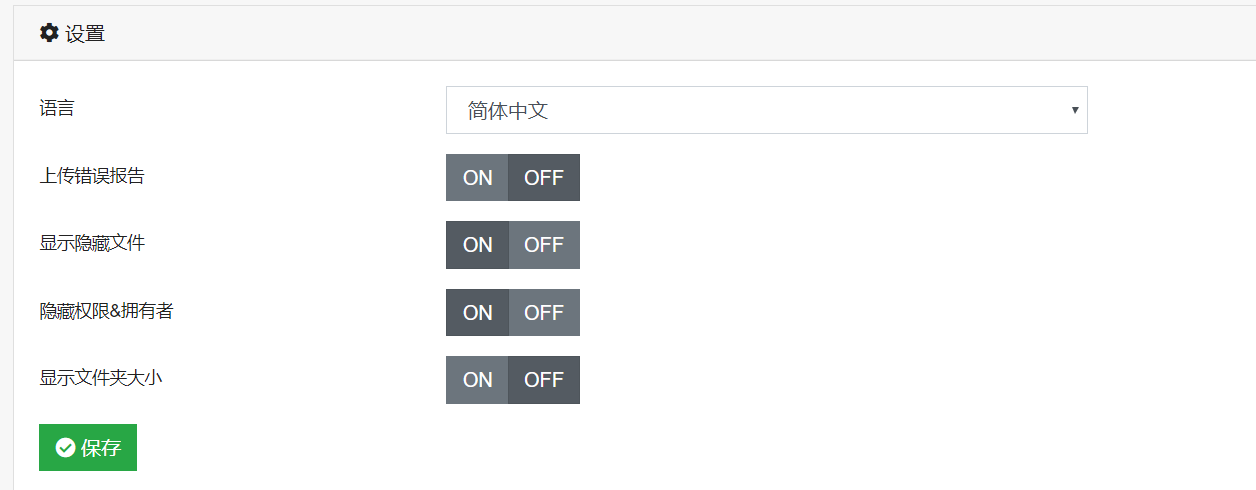 设置
语言 简体中文
上传错误报告 ON OFF
显示隐藏文件 ON OFF
隐藏权限&拥有者 ON OFF
显示文件夹大小 ON OFF
保存